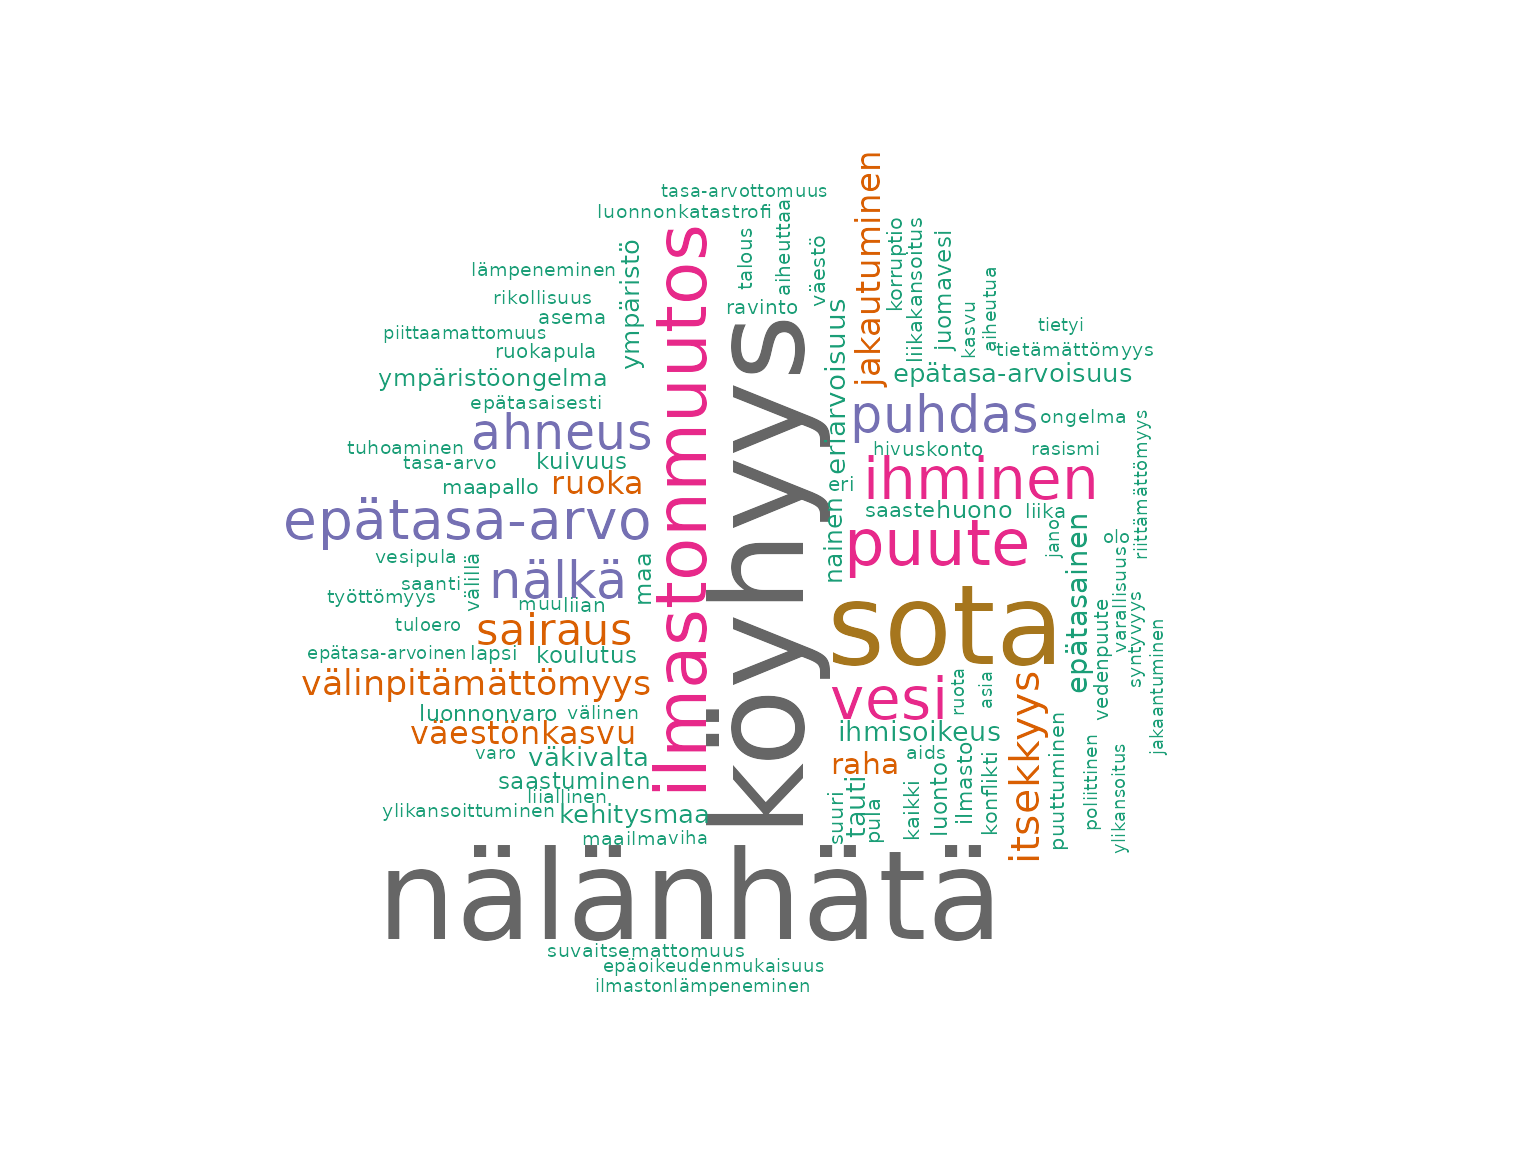 tasa-arvottomuus
luonnonkatastrofi
lämpeneminen
rikollisuus
asema
piittaamattomuus
ruokapula
ympäristöongelma
epätasaisesti
ympäristö
ilmastonmuutos
köyhyys
talous
aiheuttaa
väestö
ravinto
eriarvoisuus
jakautuminen
korruptio
liikakansoitus
juomavesi
kasvu
aiheutua
tietyi
tietämättömyys
epätasa-arvoisuus
puhdas
ongelma
hivuskonto
rasismi
riittämättömyys
ahneus
tuhoaminen
tasa-arvo
kuivuus
maapallo
ruoka
epätasa-arvo
vesipula
saanti
välillä
nälkä
maa
työttömyys
muu
liian
tuloero
sairaus
epätasa-arvoinen
lapsi
koulutus
välinpitämättömyys
luonnonvaro
välinen
väestönkasvu
varo
väkivalta
saastuminen
liiallinen
ylikansoittuminen
kehitysmaa
maailma
viha
eri
ihminen
nainen
saaste
huono
liika
puute
jano
olo
epätasainen
varallisuus
vedenpuute
syntyvyys
jakaantuminen
sota
vesi
ruota
asia
ihmisoikeus
itsekkyys
raha
aids
suuri
tauti
pula
kaikki
luonto
ilmasto
konflikti
puuttuminen
poliittinen
ylikansoitus
nälänhätä
suvaitsemattomuus
epäoikeudenmukaisuus
ilmastonlämpeneminen